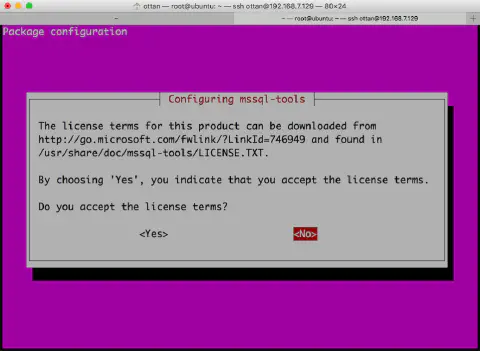 ottan — root@ubuntu: ~ — ssh ottan@192.168.7.129 — 80×24
~
~ — root@ubuntu: ~ — ssh ottan@192.168.7.129
Package configuration
Configuring mssql-tools
The license terms for this product can be downloaded from
http://go.microsoft.com/fwlink/?LinkId=746949 and found in
/usr/share/doc/mssql-tools/LICENSE.TXT.
By choosing 'Yes', you indicate that you accept the license terms.
Do you accept the license terms?
<Yes> <No>